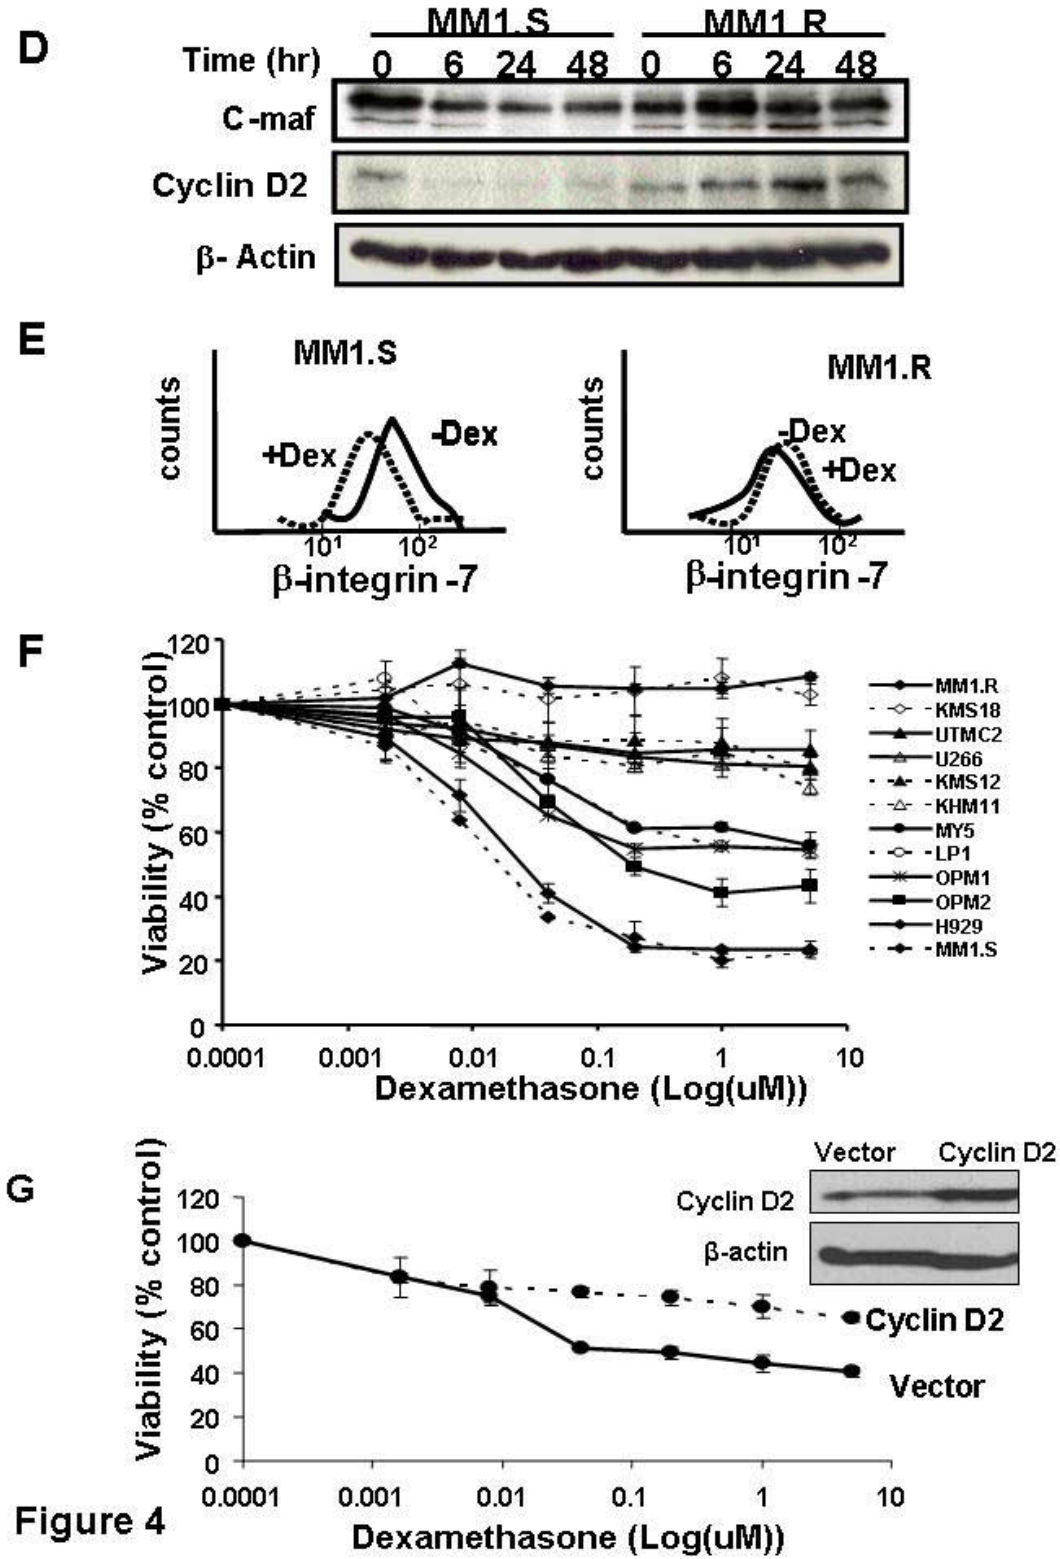 D
MM1.S MM1.R
Time (hr) 0 6 24 48 0 6 24 48
C-maf
Cyclin D2
β- Actin
E
MM1.S
counts
+Dex
-Dex
10¹ 10²
β-integrin -7
MM1.R
counts
-Dex
+Dex
10¹ 10²
β-integrin -7
F
Viability (% control)
120
100
80
60
40
20
0
0.0001 0.001 0.01 0.1 1 10
Dexamethasone (Log(uM))
MM1.R
KMS18
UTMC2
U266
KMS12
KHM11
MY5
LP1
OPM1
OPM2
H929
MM1.S
G
Vector Cyclin D2
Cyclin D2
β-actin
Viability (% control)
120
100
80
60
40
20
0
Cyclin D2
Vector
0.0001 0.001 0.01 0.1 1 10
Dexamethasone (Log(uM))
Figure 4